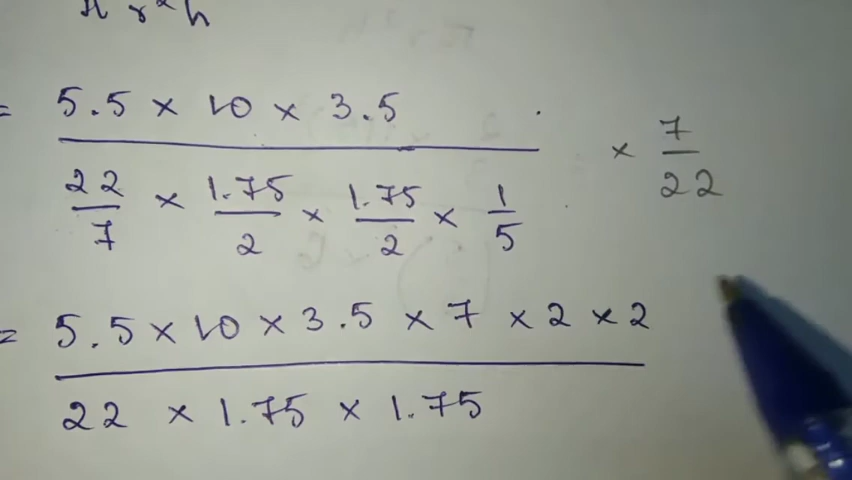 π r² h
= 5.5 × 10 × 3.5
22/7 × 1.75/2 × 1.75/2 × 1/5
× 7/22
= 5.5 × 10 × 3.5 × 7 × 2 × 2
22 × 1.75 × 1.75